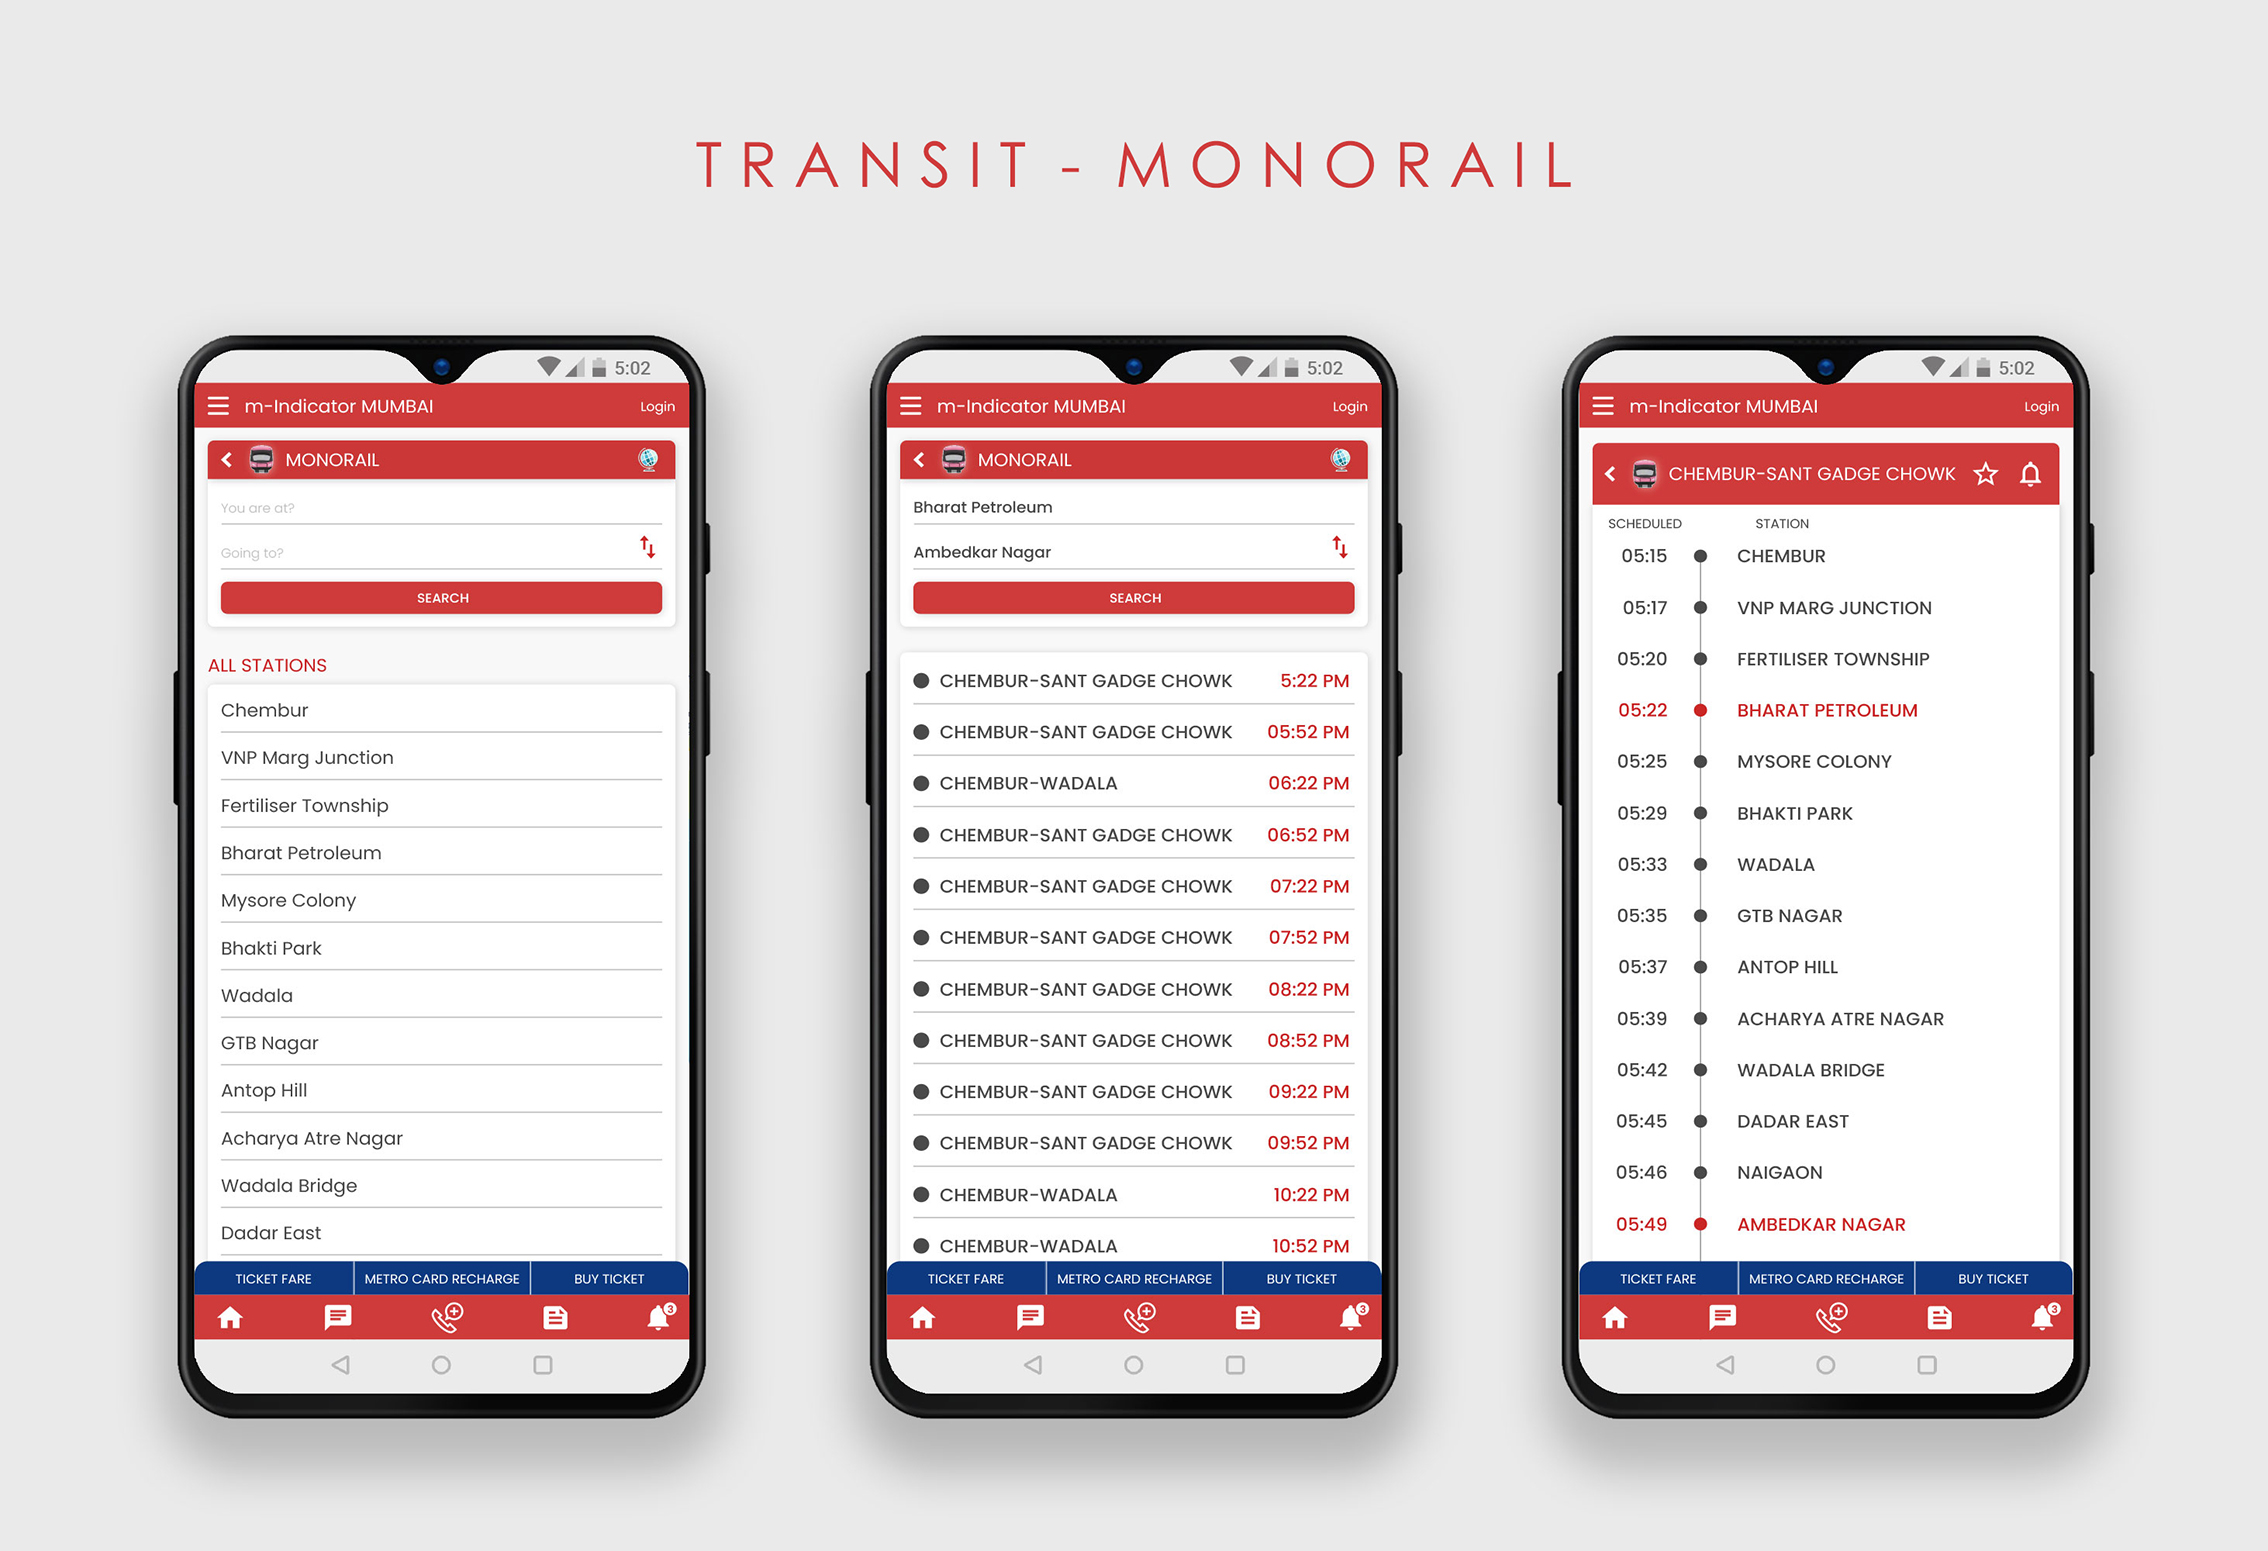 TRANSIT - MONORAIL
5:02
m-Indicator MUMBAI Login
MONORAIL
You are at?
Going to?
SEARCH
ALL STATIONS
Chembur
VNP Marg Junction
Fertiliser Township
Bharat Petroleum
Mysore Colony
Bhakti Park
Wadala
GTB Nagar
Antop Hill
Acharya Atre Nagar
Wadala Bridge
Dadar East
TICKET FARE METRO CARD RECHARGE BUY TICKET
3
5:02
m-Indicator MUMBAI Login
MONORAIL
Bharat Petroleum
Ambedkar Nagar
SEARCH
CHEMBUR-SANT GADGE CHOWK 5:22 PM
CHEMBUR-SANT GADGE CHOWK 05:52 PM
CHEMBUR-WADALA 06:22 PM
CHEMBUR-SANT GADGE CHOWK 06:52 PM
CHEMBUR-SANT GADGE CHOWK 07:22 PM
CHEMBUR-SANT GADGE CHOWK 07:52 PM
CHEMBUR-SANT GADGE CHOWK 08:22 PM
CHEMBUR-SANT GADGE CHOWK 08:52 PM
CHEMBUR-SANT GADGE CHOWK 09:22 PM
CHEMBUR-SANT GADGE CHOWK 09:52 PM
CHEMBUR-WADALA 10:22 PM
CHEMBUR-WADALA 10:52 PM
TICKET FARE METRO CARD RECHARGE BUY TICKET
3
5:02
m-Indicator MUMBAI Login
CHEMBUR-SANT GADGE CHOWK
SCHEDULED STATION
05:15 CHEMBUR
05:17 VNP MARG JUNCTION
05:20 FERTILISER TOWNSHIP
05:22 BHARAT PETROLEUM
05:25 MYSORE COLONY
05:29 BHAKTI PARK
05:33 WADALA
05:35 GTB NAGAR
05:37 ANTOP HILL
05:39 ACHARYA ATRE NAGAR
05:42 WADALA BRIDGE
05:45 DADAR EAST
05:46 NAIGAON
05:49 AMBEDKAR NAGAR
TICKET FARE METRO CARD RECHARGE BUY TICKET
3